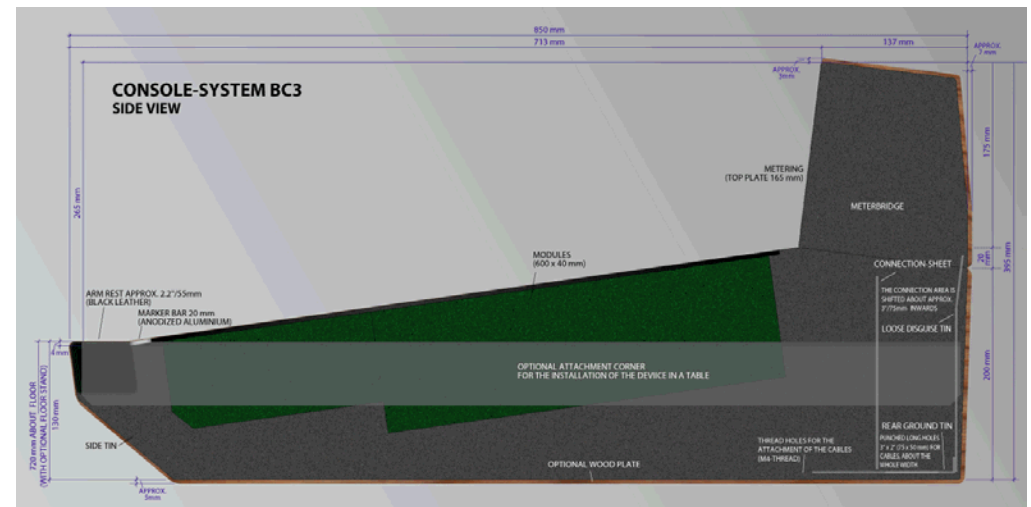 850 mm
713 mm
137 mm
APPROX.
7 mm
APPROX.
3mm
CONSOLE-SYSTEM BC3
SIDE VIEW
265 mm
175 mm
METERING
(TOP PLATE 165 mm)
METERBRIDGE
MODULES
(600 x 40 mm)
20 mm
395 mm
CONNECTION-SHEET
THE CONNECTION AREA IS
SHIFTED ABOUT APPROX.
3"/75mm INWARDS
LOOSE DISGUISE TIN
ARM REST APPROX. 2.2"/55mm
(BLACK LEATHER)
MARKER BAR 20 mm
(ANODIZED ALUMINIUM)
4 mm
OPTIONAL ATTACHMENT CORNER
FOR THE INSTALLATION OF THE DEVIICE IN A TABLE
200 mm
720 mm ABOUT FLOOR
(WITH OPTIONAL FLOOR STAND)
130 mm
SIDE TIN
REAR GROUND TIN
PUNCHED LONG HOLES
3" x 2" (75 x 50 mm) FOR
CABLES, ABOUT THE
WHOLE WIDTH
THREAD HOLES FOR THE
ATTACHMENT OF THE CABLES
(M4-THREAD)
OPTIONAL WOOD PLATE
APPROX.
3mm